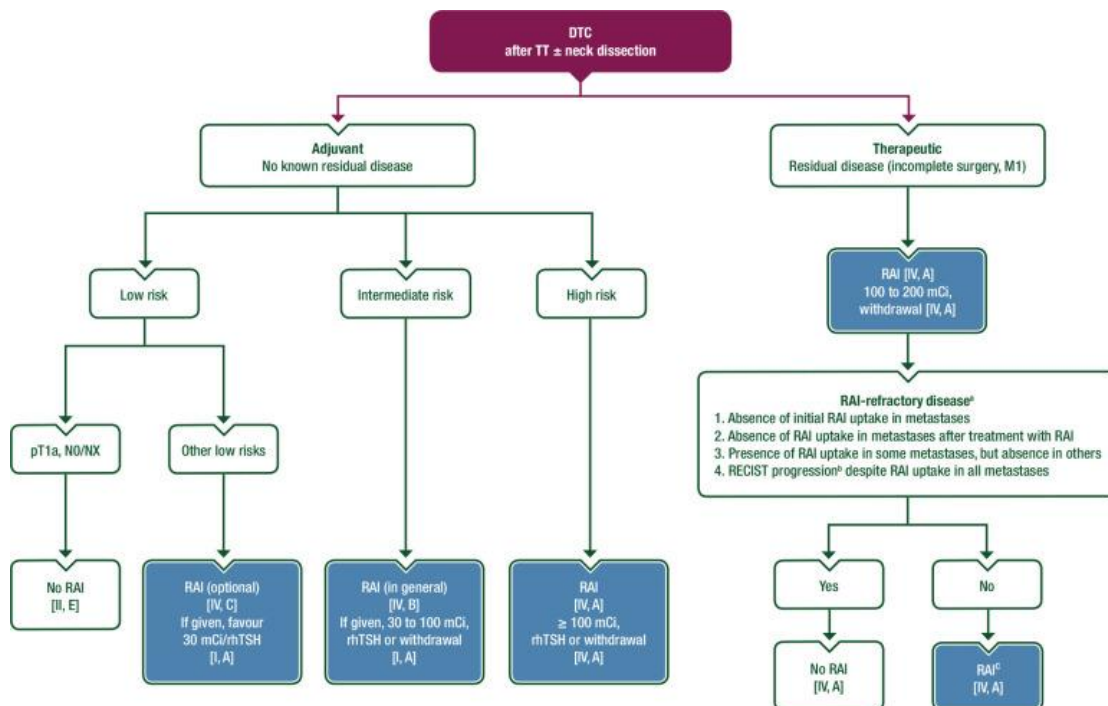 DTC
after TT ± neck dissection
Adjuvant
No known residual disease
Therapeutic
Residual disease (incomplete surgery, M1)
Low risk
Intermediate risk
High risk
RAI [IV, A]
100 to 200 mCi,
withdrawal [IV, A]
RAI-refractory diseaseᵃ
1. Absence of initial RAI uptake in metastases
2. Absence of RAI uptake in metastases after treatment with RAI
3. Presence of RAI uptake in some metastases, but absence in others
4. RECIST progressionᵇ despite RAI uptake in all metastases
pT1a, N0/NX
Other low risks
No RAI
[II, E]
RAI (optional)
[IV, C]
If given, favour
30 mCi/rhTSH
[I, A]
RAI (in general)
[IV, B]
If given, 30 to 100 mCi,
rhTSH or withdrawal
[I, A]
RAI
[IV, A]
≥ 100 mCi,
rhTSH or withdrawal
[IV, A]
Yes
No
No RAI
[IV, A]
RAIᶜ
[IV, A]